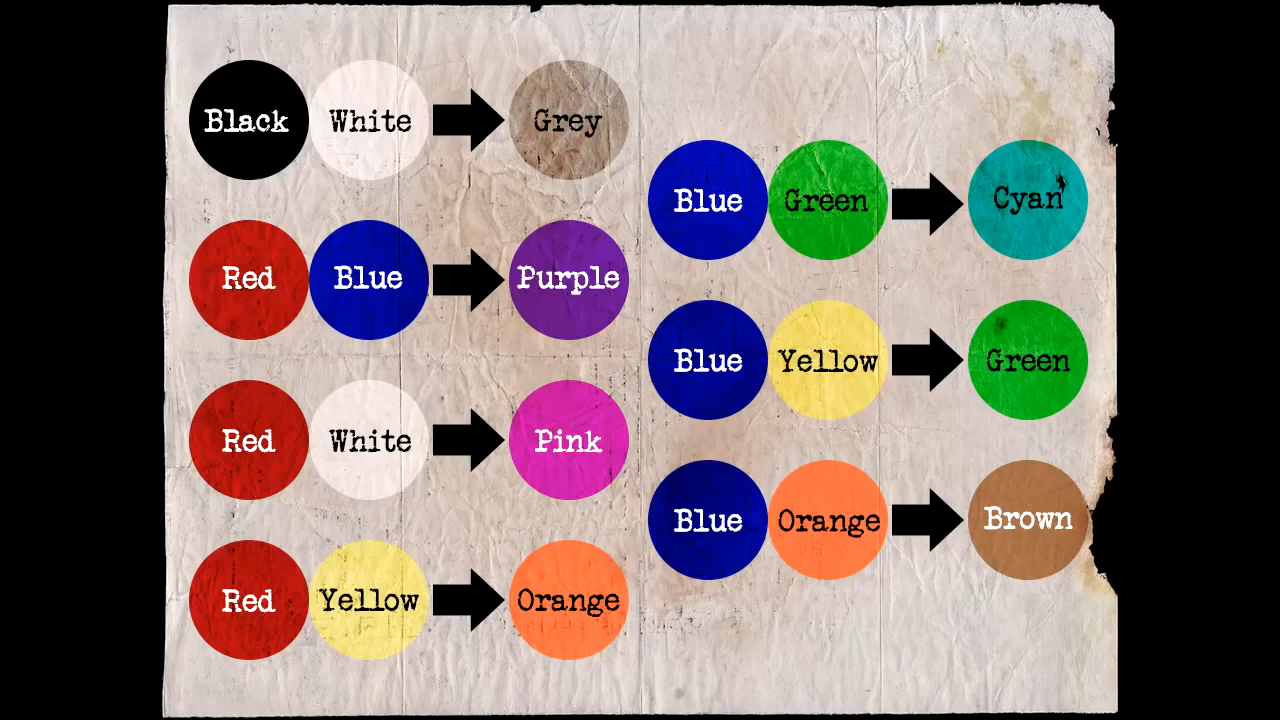 Black White Grey
Red Blue Purple
Red White Pink
Red Yellow Orange
Blue Green Cyan
Blue Yellow Green
Blue Orange Brown